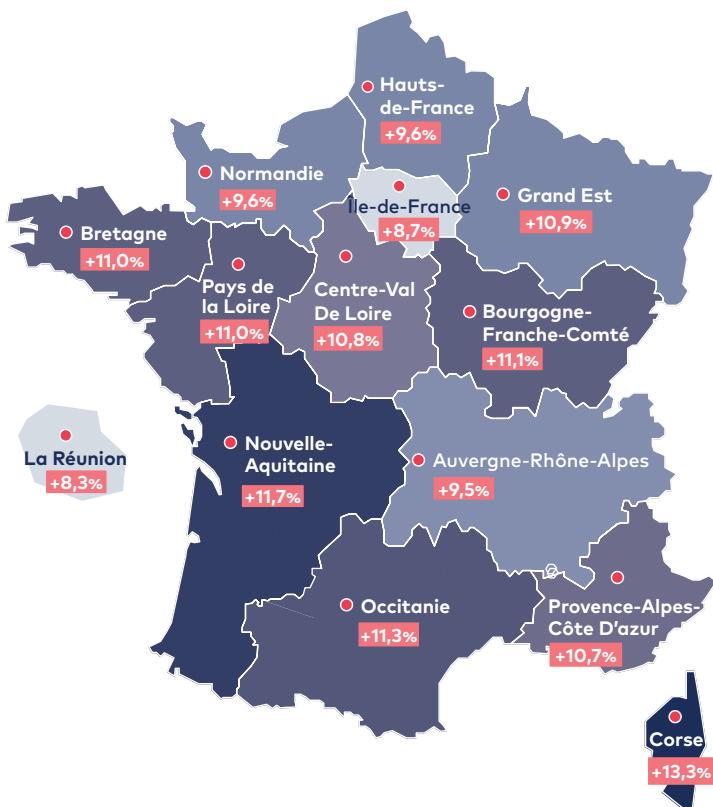 Hauts-
de-France
+9,6%
Normandie
+9,6%
Île-de-France
+8,7%
Grand Est
+10,9%
Bretagne
+11,0%
Pays de
la Loire
+11,0%
Centre-Val
De Loire
+10,8%
Bourgogne-
Franche-Comté
+11,1%
La Réunion
+8,3%
Nouvelle-
Aquitaine
+11,7%
Auvergne-Rhône-Alpes
+9,5%
Occitanie
+11,3%
Provence-Alpes-
Côte D'azur
+10,7%
Corse
+13,3%